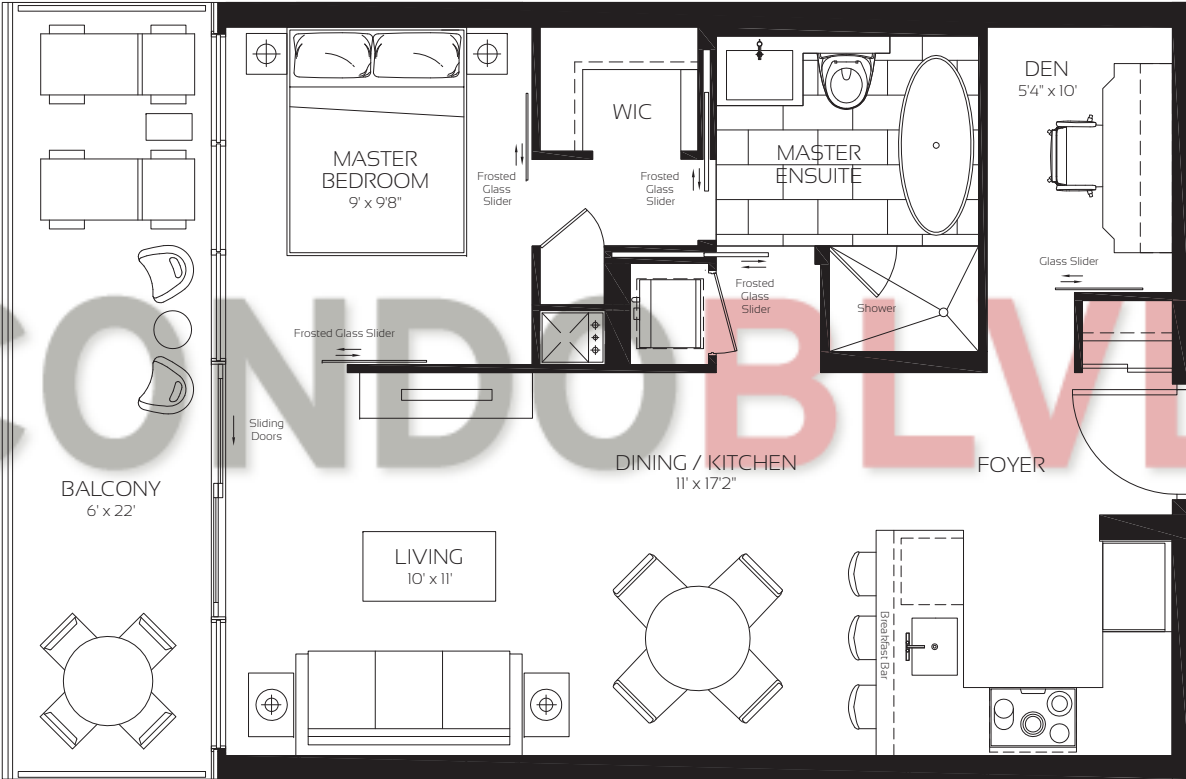 MASTER
BEDROOM
9' x 9'8"
Frosted
Glass
Slider
WIC
Frosted
Glass
Slider
MASTER
ENSUITE
DEN
5'4" x 10'
Glass Slider
Frosted
Glass
Slider
Shower
Frosted Glass Slider
Sliding
Doors
CONDOBLVD
BALCONY
6' x 22'
DINING / KITCHEN
11' x 17'2"
FOYER
LIVING
10' x 11'
Breakfast Bar